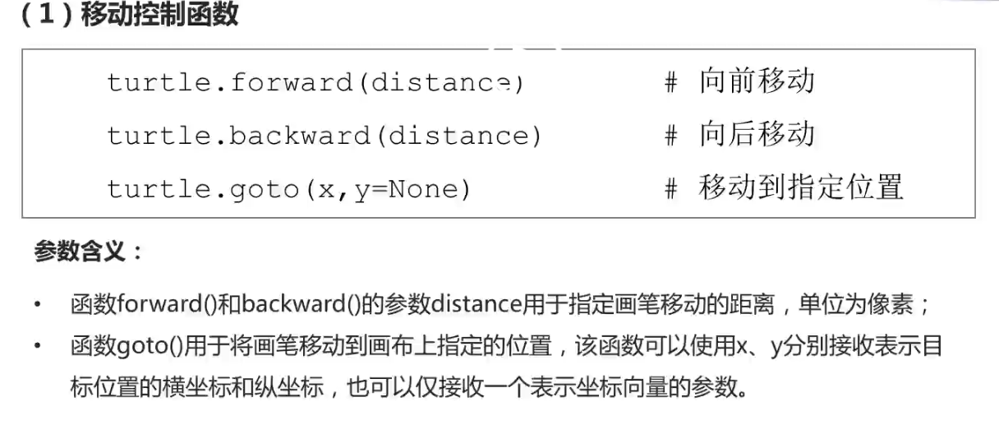 （1）移动控制函数
turtle.forward(distance) # 向前移动
turtle.backward(distance) # 向后移动
turtle.goto(x,y=None) # 移动到指定位置
参数含义：
• 函数forward()和backward()的参数distance用于指定画笔移动的距离，单位为像素；
• 函数goto()用于将画笔移动到画布上指定的位置，该函数可以使用x、y分别接收表示目
标位置的横坐标和纵坐标，也可以仅接收一个表示坐标向量的参数。